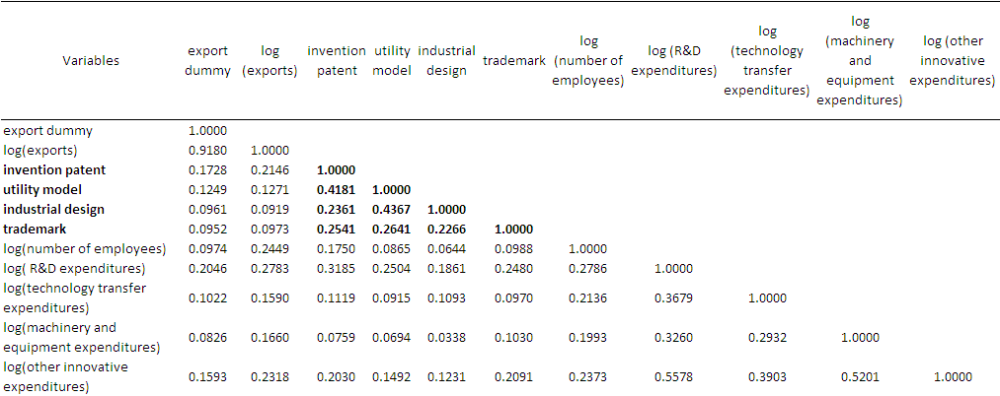 Variables export dummy log (exports) invention patent utility model industrial design trademark log (number of employees) log (R&D expenditures) log (technology transfer expenditures) log (machinery and equipment expenditures) log (other innovative expenditures)
export dummy 1.0000
log(exports) 0.9180 1.0000
invention patent 0.1728 0.2146 1.0000
utility model 0.1249 0.1271 0.4181 1.0000
industrial design 0.0961 0.0919 0.2361 0.4367 1.0000
trademark 0.0952 0.0973 0.2541 0.2641 0.2266 1.0000
log(number of employees) 0.0974 0.2449 0.1750 0.0865 0.0644 0.0988 1.0000
log( R&D expenditures) 0.2046 0.2783 0.3185 0.2504 0.1861 0.2480 0.2786 1.0000
log(technology transfer
expenditures) 0.1022 0.1590 0.1119 0.0915 0.1093 0.0970 0.2136 0.3679 1.0000
log(machinery and
equipment expenditures) 0.0826 0.1660 0.0759 0.0694 0.0338 0.1030 0.1993 0.3260 0.2932 1.0000
log(other innovative
expenditures) 0.1593 0.2318 0.2030 0.1492 0.1231 0.2091 0.2373 0.5578 0.3903 0.5201 1.0000